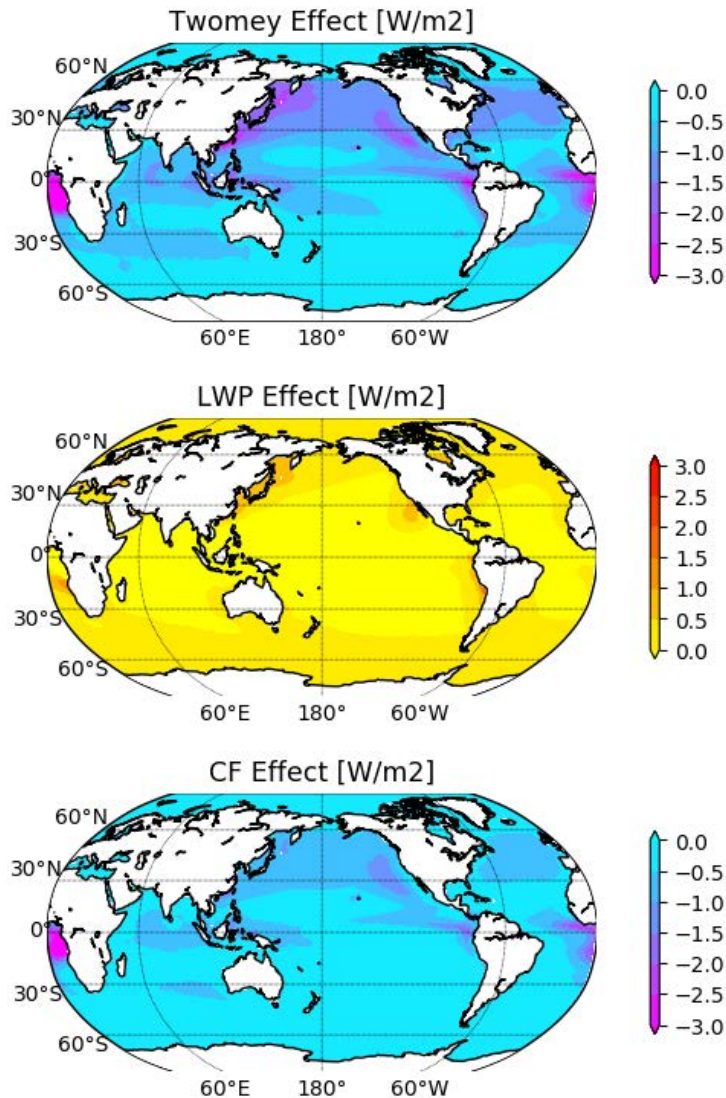 Twomey Effect [W/m2]
60°N
30°N
0°
30°S
60°S
60°E 180° 60°W
0.0
−0.5
−1.0
−1.5
−2.0
−2.5
−3.0
LWP Effect [W/m2]
60°N
30°N
0°
30°S
60°S
60°E 180° 60°W
3.0
2.5
2.0
1.5
1.0
0.5
0.0
CF Effect [W/m2]
60°N
30°N
0°
30°S
60°S
60°E 180° 60°W
0.0
−0.5
−1.0
−1.5
−2.0
−2.5
−3.0